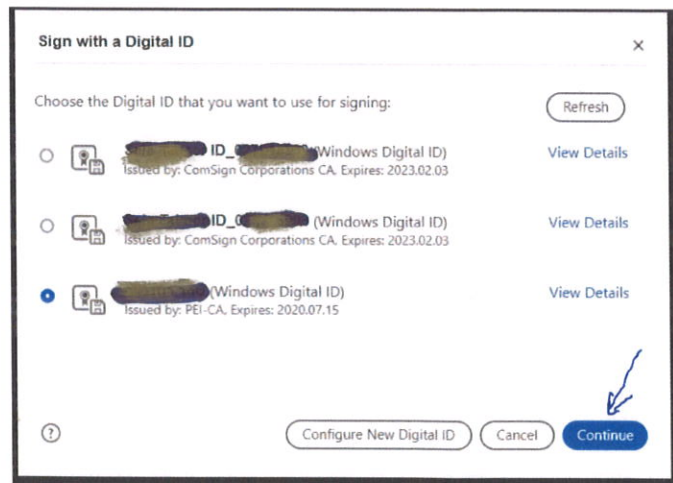 Sign with a Digital ID
×
Choose the Digital ID that you want to use for signing:
Refresh
ID_ (Windows Digital ID)
View Details
Issued by: ComSign Corporations CA, Expires: 2023.02.03
ID_ (Windows Digital ID)
View Details
Issued by: ComSign Corporations CA, Expires: 2023.02.03
(Windows Digital ID)
View Details
Issued by: PEI-CA, Expires: 2020.07.15
?
Configure New Digital ID
Cancel
Continue